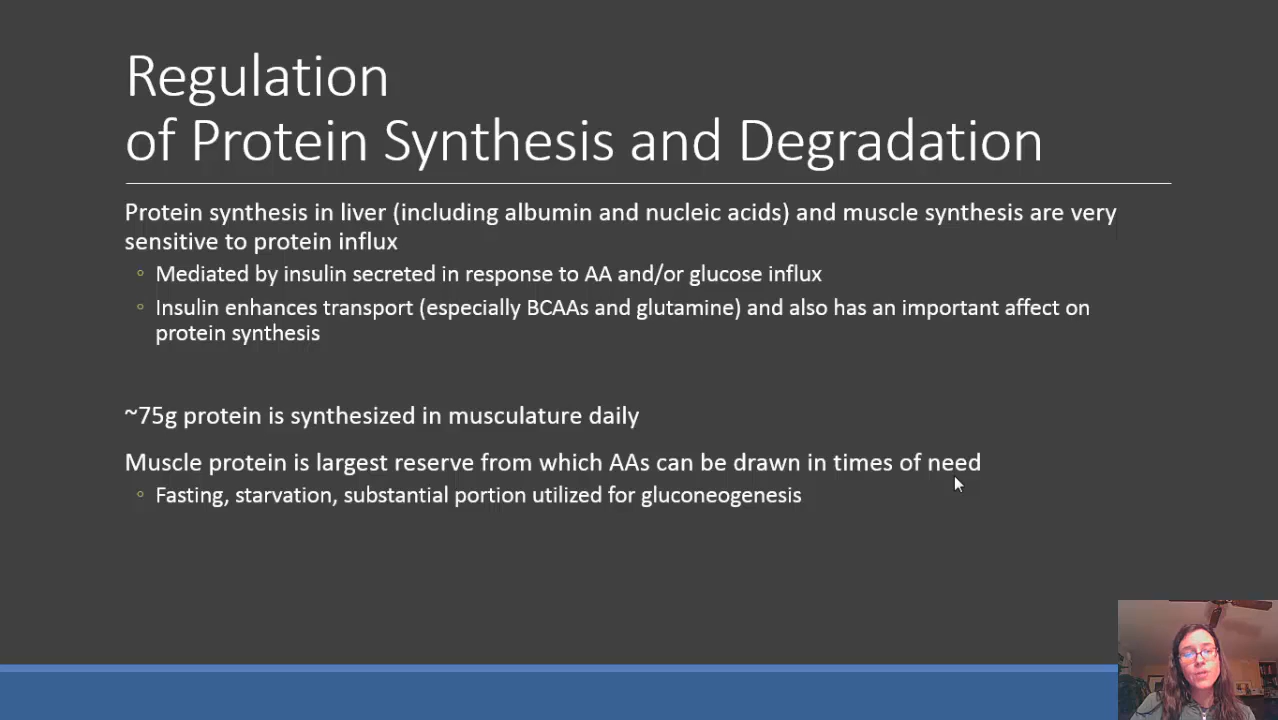 Regulation
of Protein Synthesis and Degradation
Protein synthesis in liver (including albumin and nucleic acids) and muscle synthesis are very
sensitive to protein influx
◦ Mediated by insulin secreted in response to AA and/or glucose influx
◦ Insulin enhances transport (especially BCAAs and glutamine) and also has an important affect on
protein synthesis
~75g protein is synthesized in musculature daily
Muscle protein is largest reserve from which AAs can be drawn in times of need
◦ Fasting, starvation, substantial portion utilized for gluconeogenesis